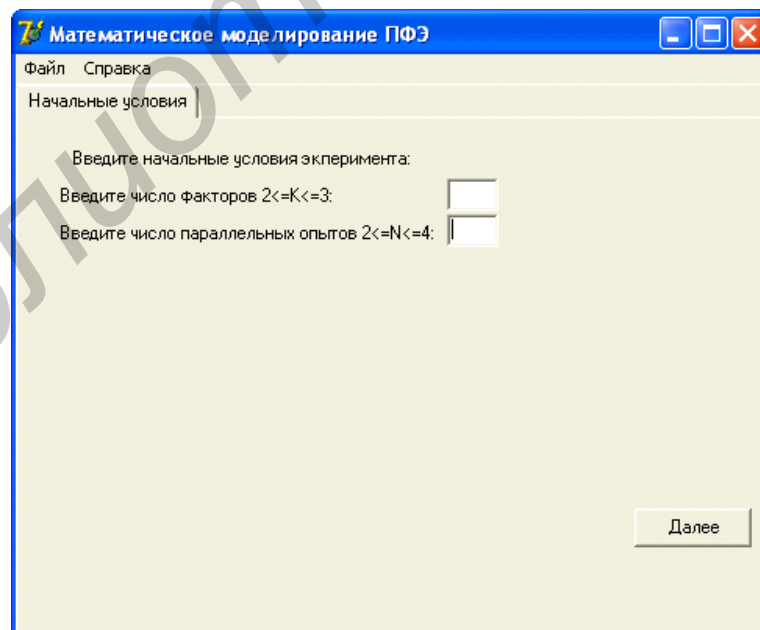 Математическое моделирование ПФЭ
Файл Справка
Начальные условия
Введите начальные условия экперимента:
Введите число факторов 2<=K<=3:
Введите число параллельных опытов 2<=N<=4:
Далее